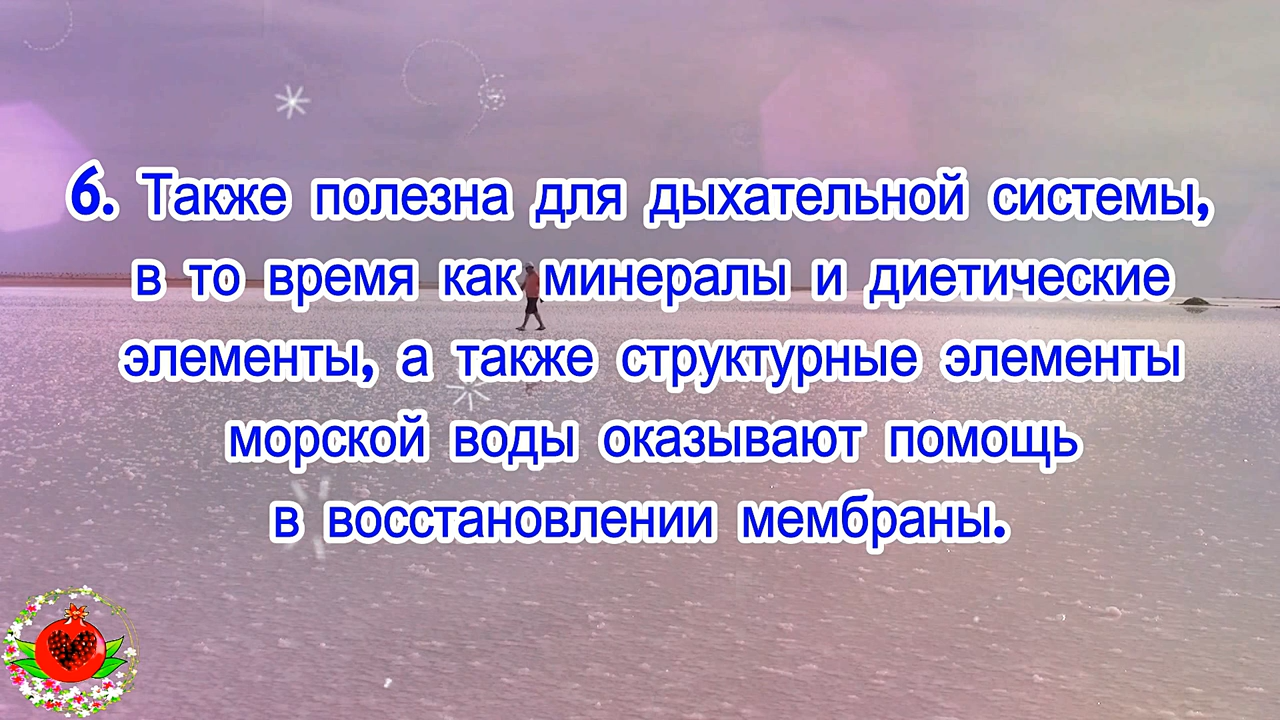 6. Также полезна для дыхательной системы,
в то время как минералы и диетические
элементы, а также структурные элементы
морской воды оказывают помощь
в восстановлении мембраны.